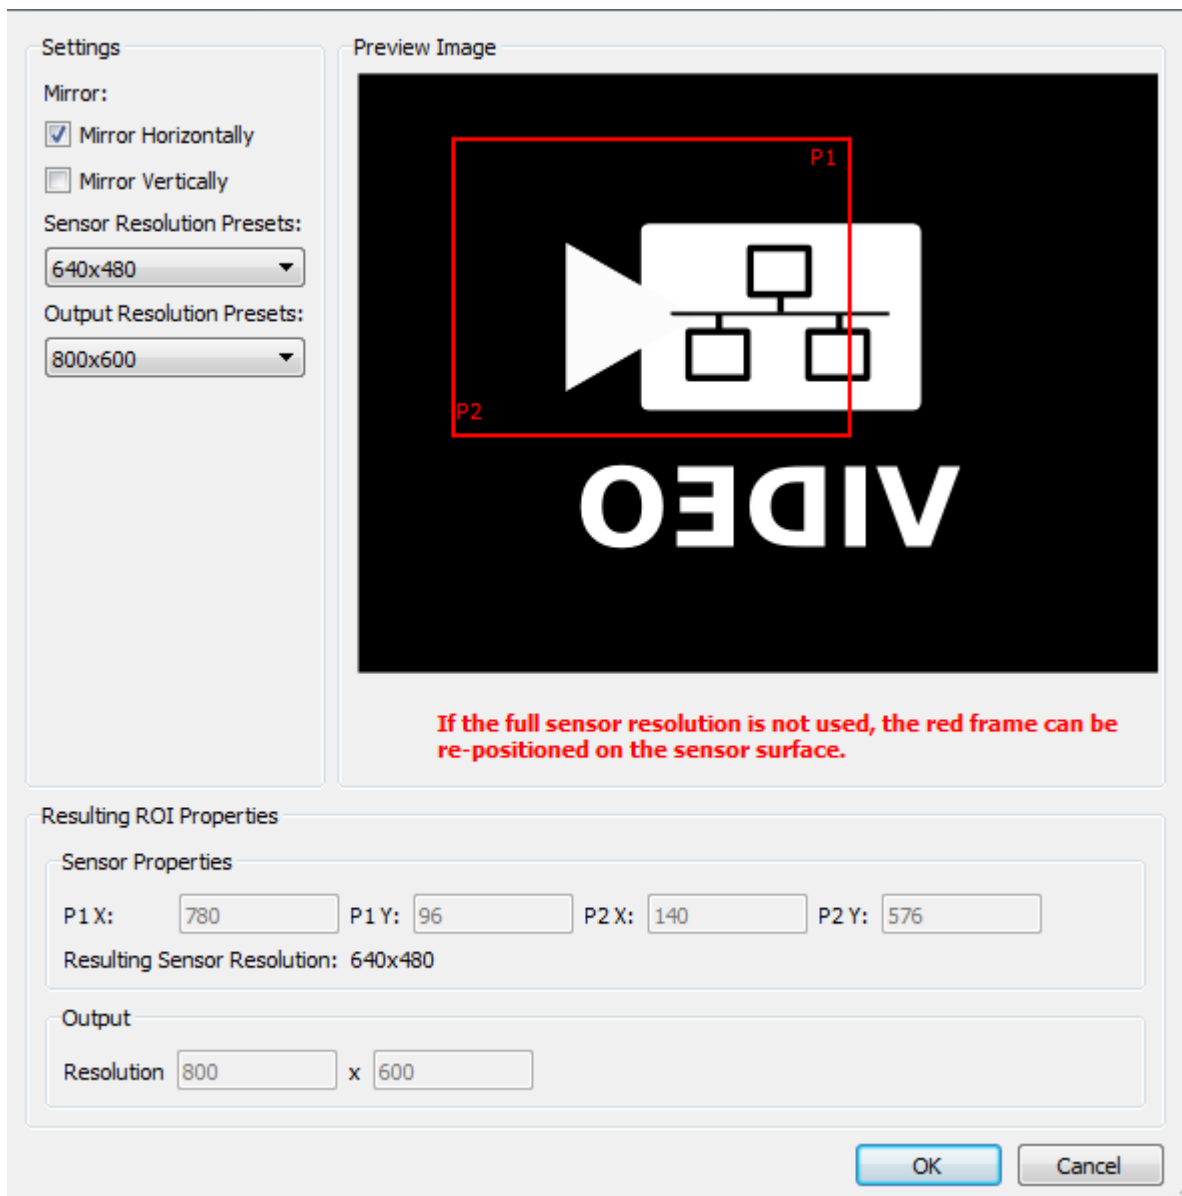 Settings
Preview Image
Mirror:
Mirror Horizontally
Mirror Vertically
Sensor Resolution Presets:
640x480
Output Resolution Presets:
800x600
P1
P2
VIDEO
If the full sensor resolution is not used, the red frame can be
re-positioned on the sensor surface.
Resulting ROI Properties
Sensor Properties
P1 X: 780 P1 Y: 96 P2 X: 140 P2 Y: 576
Resulting Sensor Resolution: 640x480
Output
Resolution 800 x 600
OK Cancel